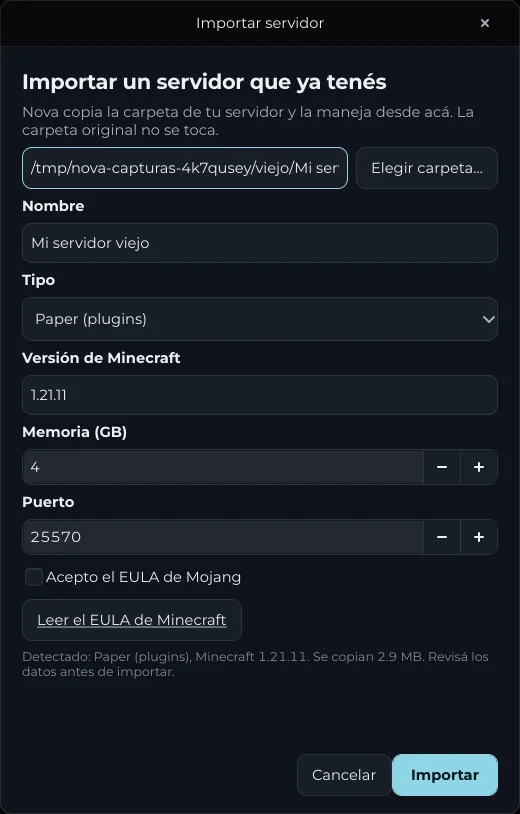 Importar servidor
Importar un servidor que ya tenés
Nova copia la carpeta de tu servidor y la maneja desde acá. La
carpeta original no se toca.
/tmp/nova-capturas-4k7qusey/viejo/Mi ser
Elegir carpeta...
Nombre
Mi servidor viejo
Tipo
Paper (plugins)
Versión de Minecraft
1.21.11
Memoria (GB)
4
Puerto
25570
Acepto el EULA de Mojang
Leer el EULA de Minecraft
Detectado: Paper (plugins), Minecraft 1.21.11. Se copian 2.9 MB. Revisá los
datos antes de importar.
Cancelar
Importar